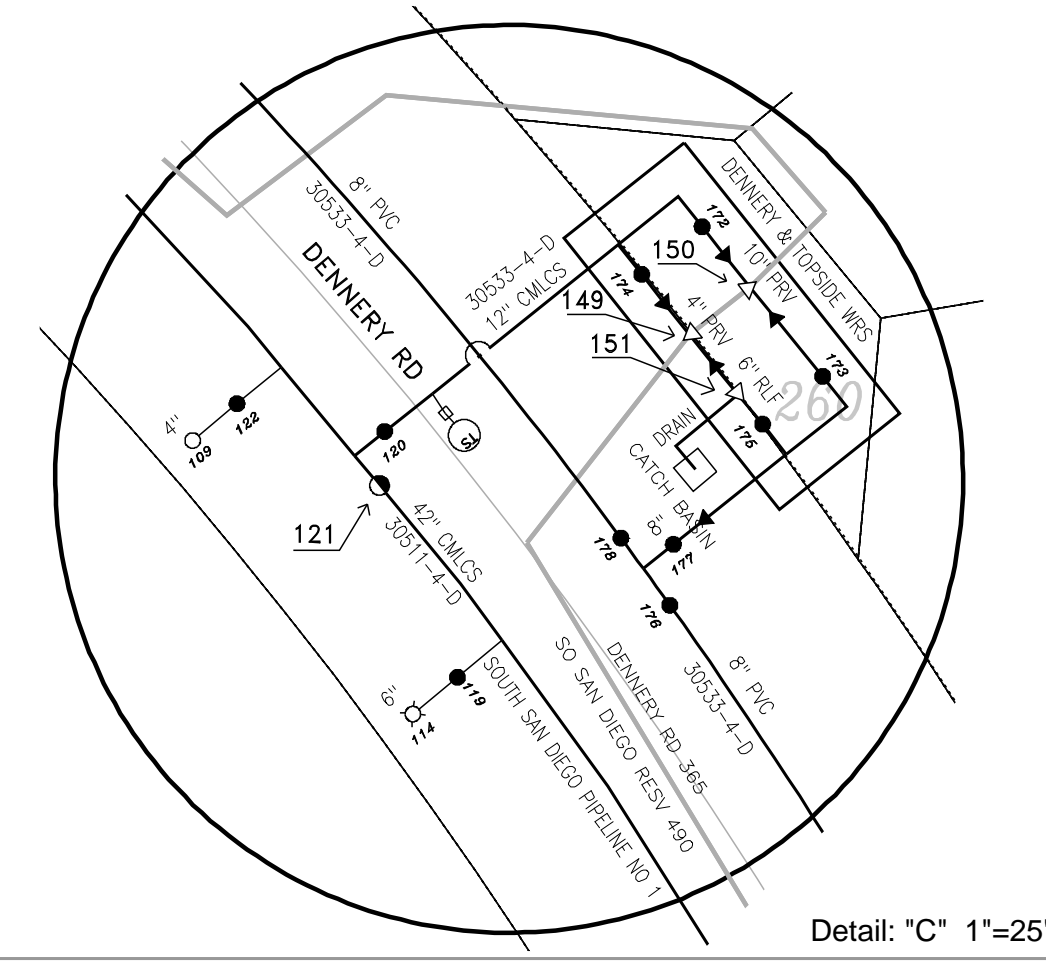 8" PVC
30533-4-D
DENNERY RD
30533-4-D
12" CMLCS
DENNERY & TOPSIDE WRS
172
150
10" PRV
174
149
4" PRV
151
6" RLF
173
260
175
DRAIN
CATCH BASIN
4"
122
109
120
ST
121
42" CMLCS
30511-4-D
8"
178
177
176
119
6"
114
SOUTH SAN DIEGO PIPELINE NO 1
SO SAN DIEGO RESV 490
DENNERY RD 365
8" PVC
30533-4-D
Detail: "C" 1"=25'